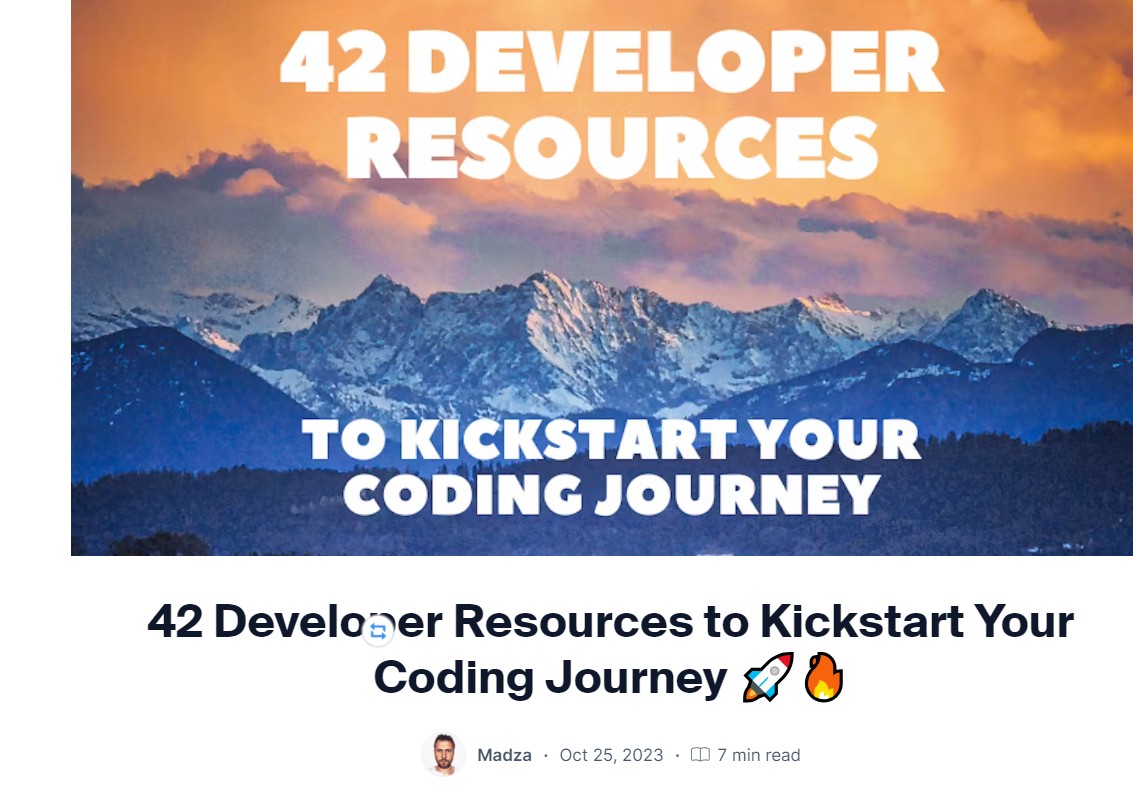 42 DEVELOPER
RESOURCES
TO KICKSTART YOUR
CODING JOURNEY
42 Developer Resources to Kickstart Your
Coding Journey 🚀🔥
Madza · Oct 25, 2023 · 7 min read